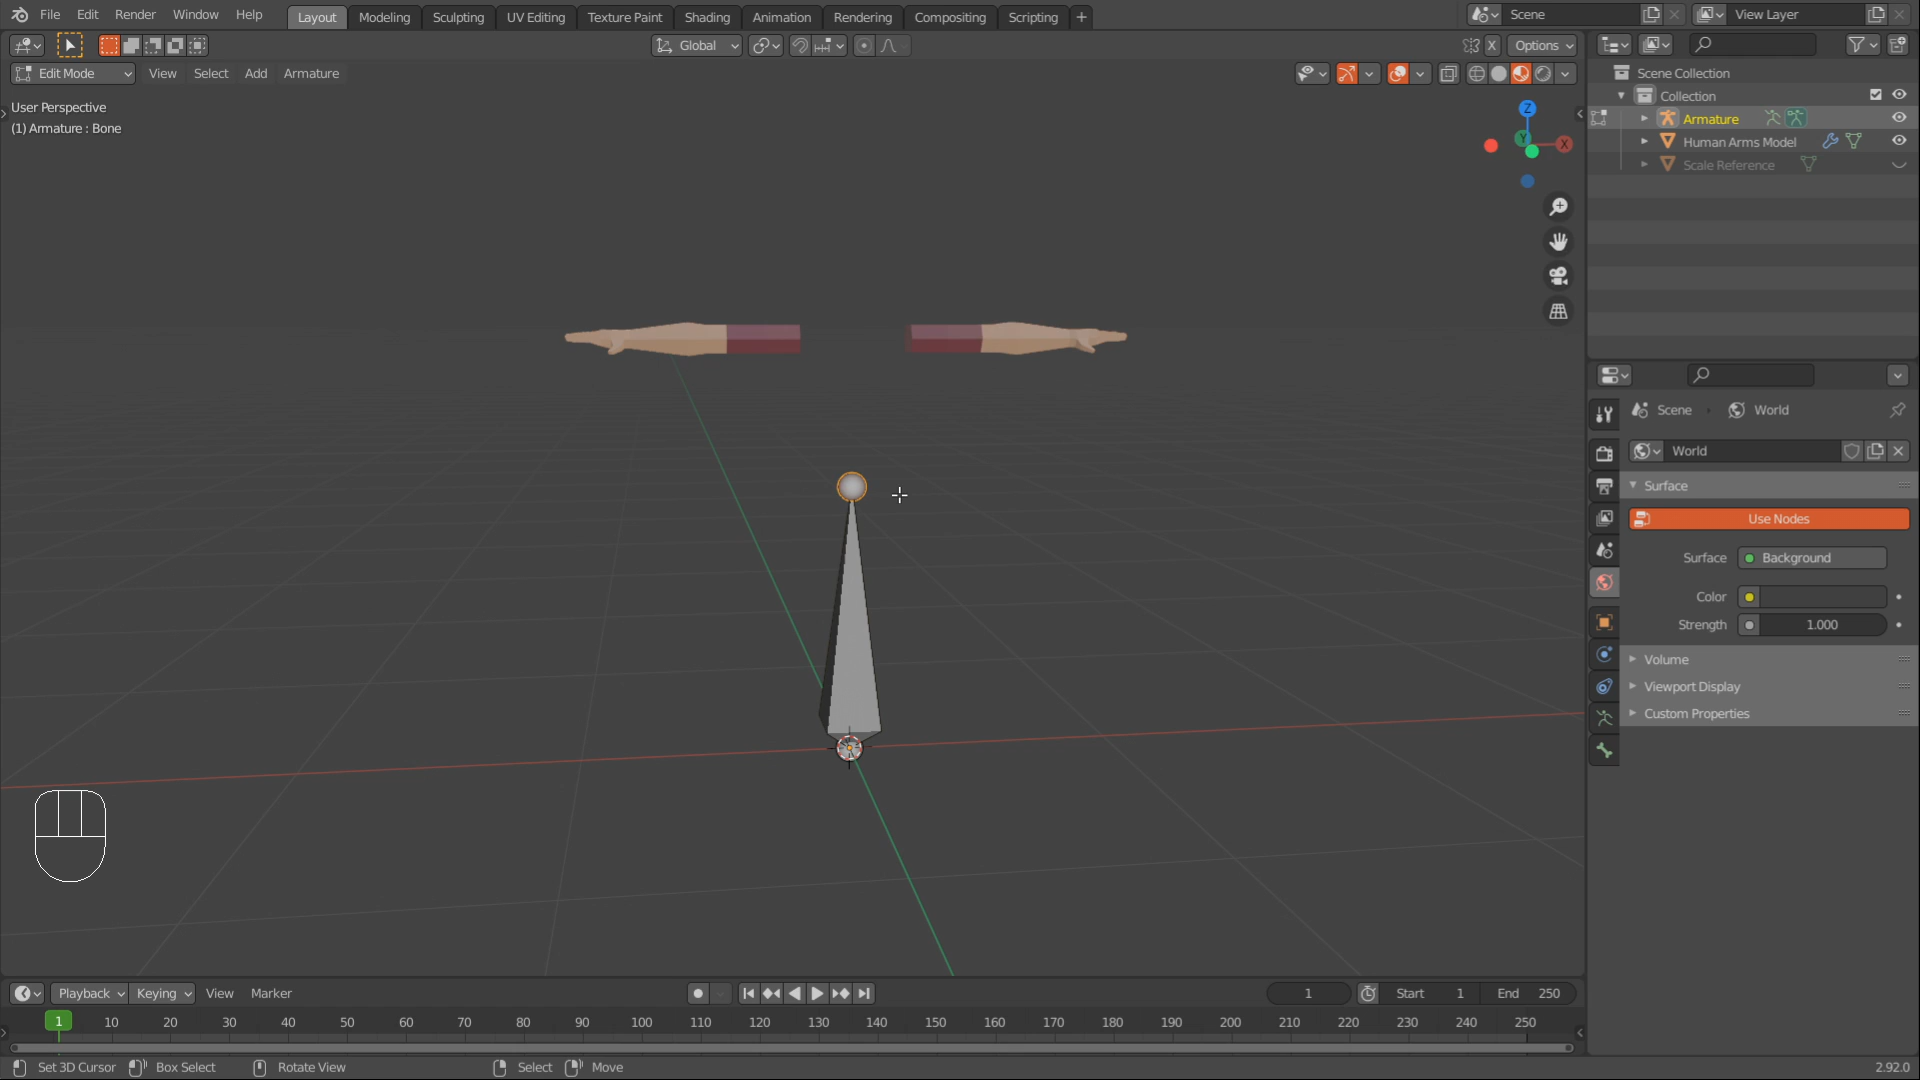 File Edit Render Window Help Layout Modeling Sculpting UV Editing Texture Paint Shading Animation Rendering Compositing Scripting + Scene View Layer
Global X Options
Edit Mode View Select Add Armature
User Perspective
(1) Armature : Bone
Z
Y
X
Scene Collection
Collection
Armature
Human Arms Model
Scale Reference
Scene › World
World
Surface
Use Nodes
Surface Background
Color
Strength 1.000
Volume
Viewport Display
Custom Properties
Playback Keying View Marker 1 Start 1 End 250
1 10 20 30 40 50 60 70 80 90 100 110 120 130 140 150 160 170 180 190 200 210 220 230 240 250
Set 3D Cursor Box Select Rotate View Select Move 2.92.0